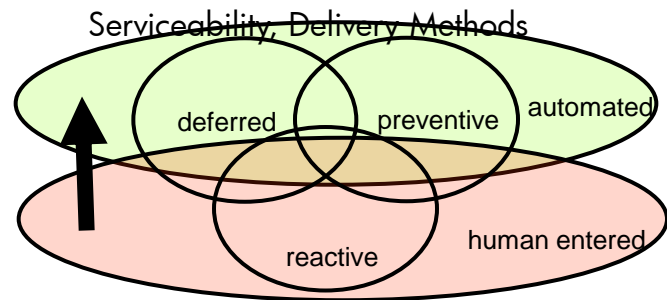 Serviceability, Delivery Methods
deferred
preventive
automated
reactive
human entered